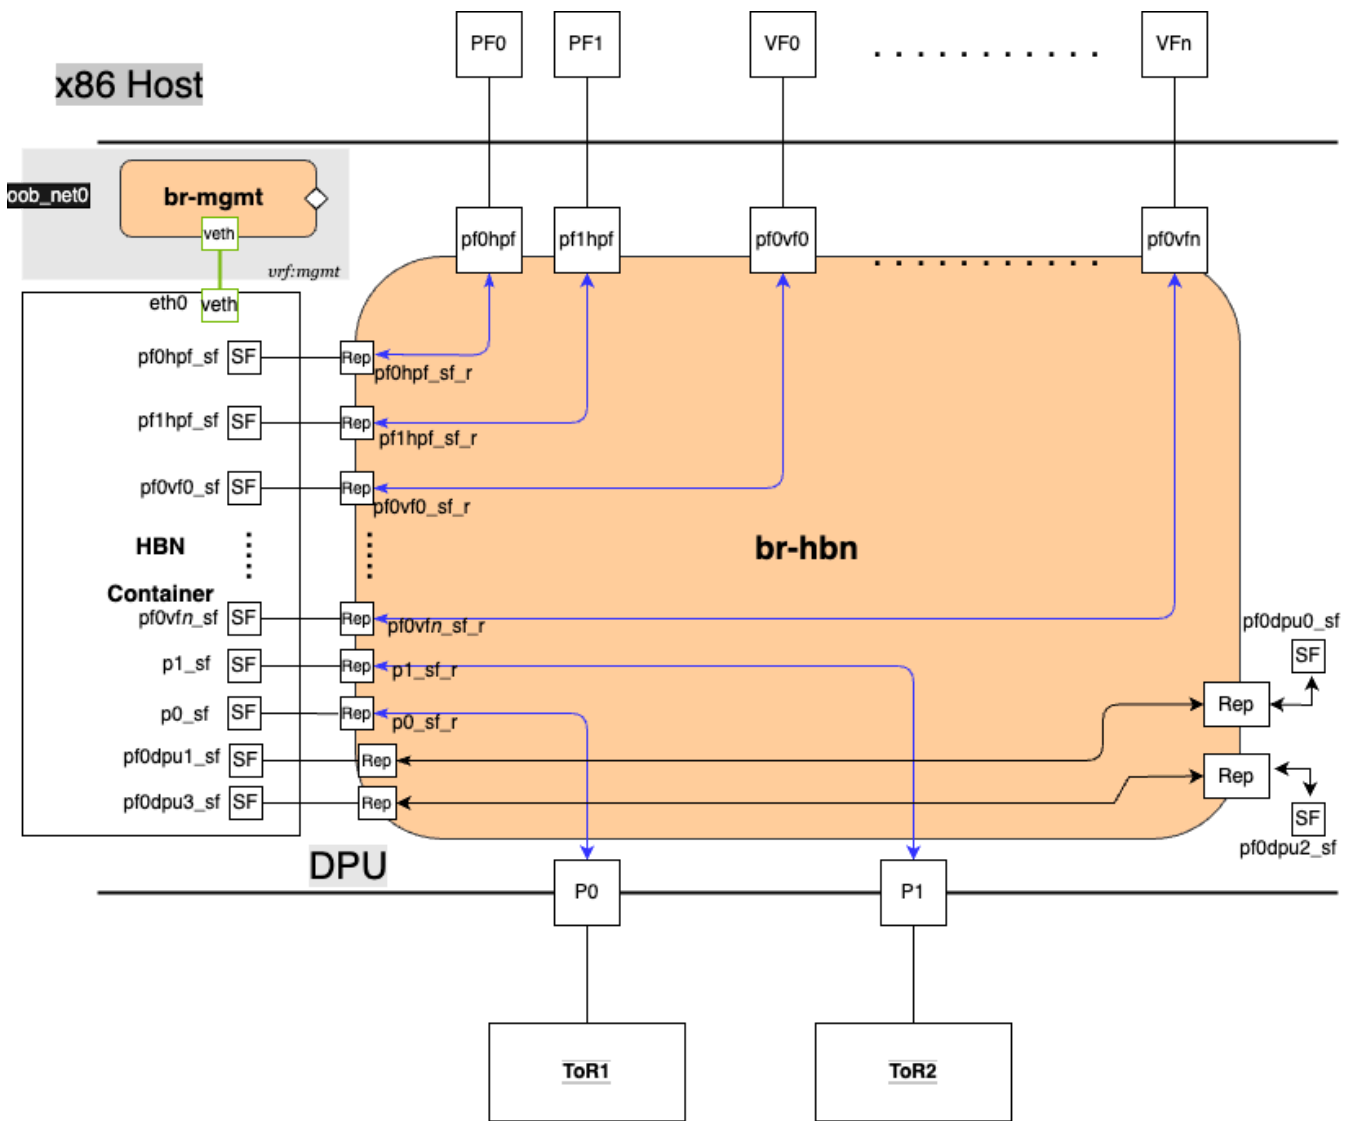 PF0
PF1
VF0
VFn
x86 Host
oob_net0
br-mgmt
veth
vrf:mgmt
pf0hpf
pf1hpf
pf0vf0
pf0vfn
eth0
veth
pf0hpf_sf
SF
Rep
pf0hpf_sf_r
pf1hpf_sf
SF
Rep
pf1hpf_sf_r
pf0vf0_sf
SF
Rep
pf0vf0_sf_r
HBN
Container
br-hbn
pf0vfn_sf
SF
Rep
pf0vfn_sf_r
p1_sf
SF
Rep
p1_sf_r
p0_sf
SF
Rep
p0_sf_r
pf0dpu1_sf
SF
Rep
pf0dpu3_sf
SF
Rep
pf0dpu0_sf
SF
Rep
Rep
SF
pf0dpu2_sf
DPU
P0
P1
ToR1
ToR2